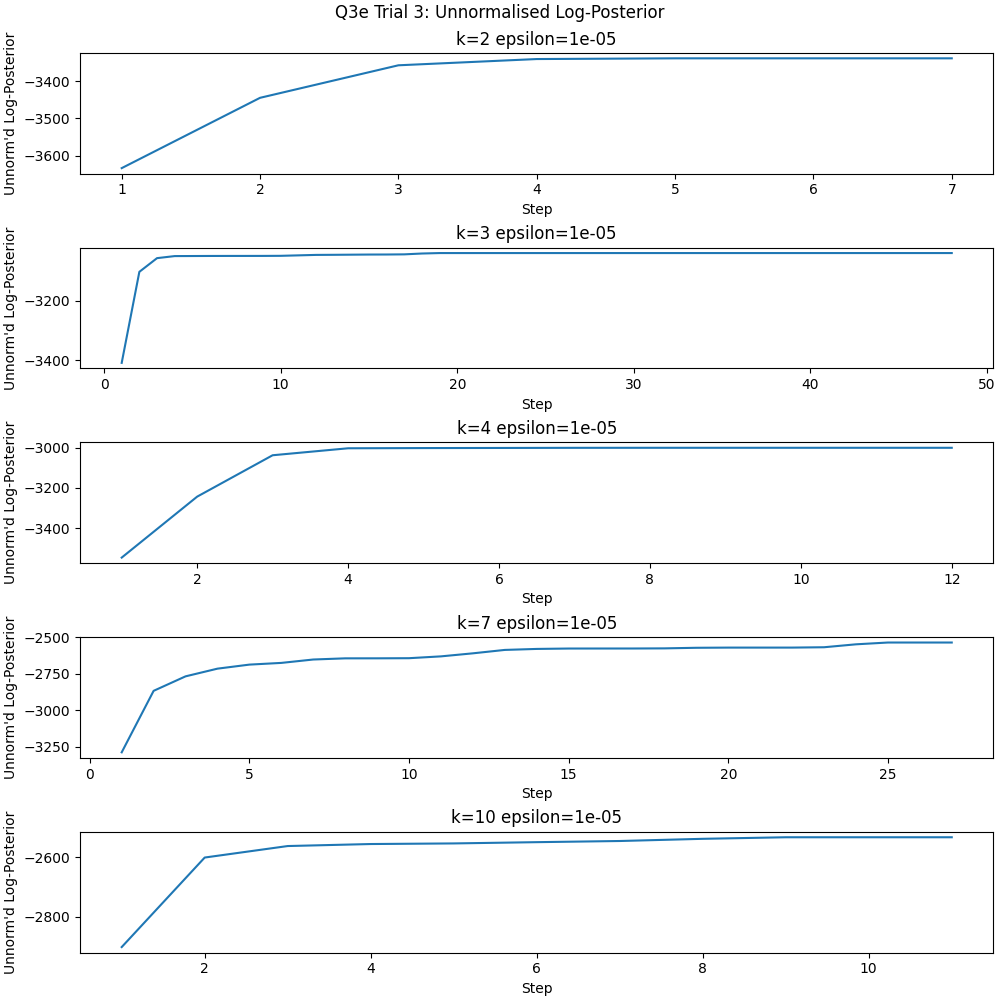 Q3e Trial 3: Unnormalised Log-Posterior
k=2 epsilon=1e-05
Unnorm'd Log-Posterior
−3400
−3500
−3600
1 2 3 4 5 6 7
Step
k=3 epsilon=1e-05
Unnorm'd Log-Posterior
−3200
−3400
0 10 20 30 40 50
Step
k=4 epsilon=1e-05
Unnorm'd Log-Posterior
−3000
−3200
−3400
2 4 6 8 10 12
Step
k=7 epsilon=1e-05
Unnorm'd Log-Posterior
−2500
−2750
−3000
−3250
0 5 10 15 20 25
Step
k=10 epsilon=1e-05
Unnorm'd Log-Posterior
−2600
−2800
2 4 6 8 10
Step